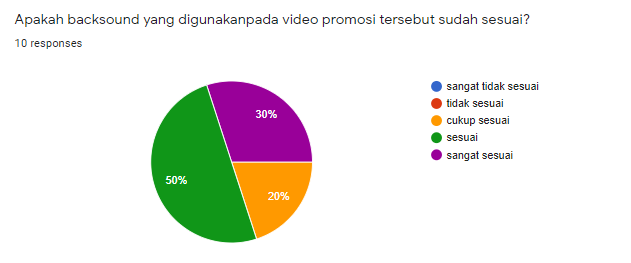 Apakah backsound yang digunakanpada video promosi tersebut sudah sesuai?
10 responses
30%
50%
20%
sangat tidak sesuai
tidak sesuai
cukup sesuai
sesuai
sangat sesuai